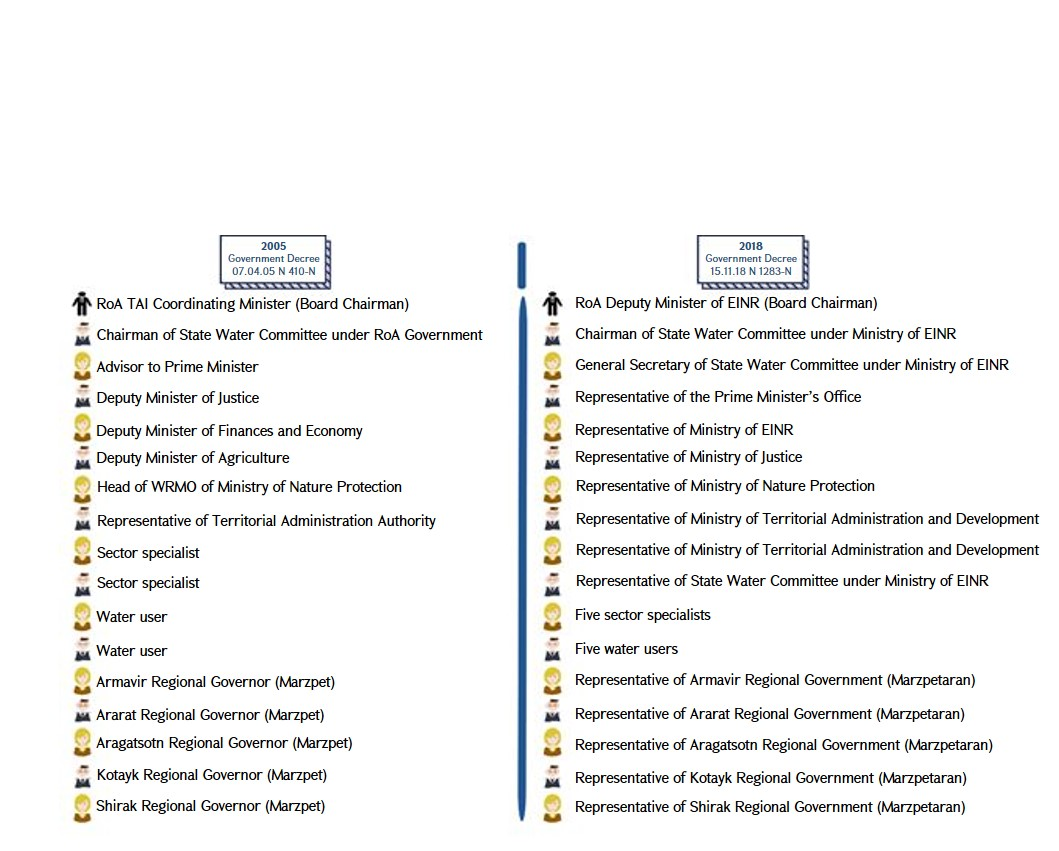 2005
Government Decree
07.04.05 N 410-N
RoA TAI Coordinating Minister (Board Chairman)
Chairman of State Water Committee under RoA Government
Advisor to Prime Minister
Deputy Minister of Justice
Deputy Minister of Finances and Economy
Deputy Minister of Agriculture
Head of WRMO of Ministry of Nature Protection
Representative of Territorial Administration Authority
Sector specialist
Sector specialist
Water user
Water user
Armavir Regional Governor (Marzpet)
Ararat Regional Governor (Marzpet)
Aragatsotn Regional Governor (Marzpet)
Kotayk Regional Governor (Marzpet)
Shirak Regional Governor (Marzpet)
2018
Government Decree
15.11.18 N 1283-N
RoA Deputy Minister of EINR (Board Chairman)
Chairman of State Water Committee under Ministry of EINR
General Secretary of State Water Committee under Ministry of EINR
Representative of the Prime Minister’s Office
Representative of Ministry of EINR
Representative of Ministry of Justice
Representative of Ministry of Nature Protection
Representative of Ministry of Territorial Administration and Development
Representative of Ministry of Territorial Administration and Development
Representative of State Water Committee under Ministry of EINR
Five sector specialists
Five water users
Representative of Armavir Regional Government (Marzpetaran)
Representative of Ararat Regional Government (Marzpetaran)
Representative of Aragatsotn Regional Government (Marzpetaran)
Representative of Kotayk Regional Government (Marzpetaran)
Representative of Shirak Regional Government (Marzpetaran)